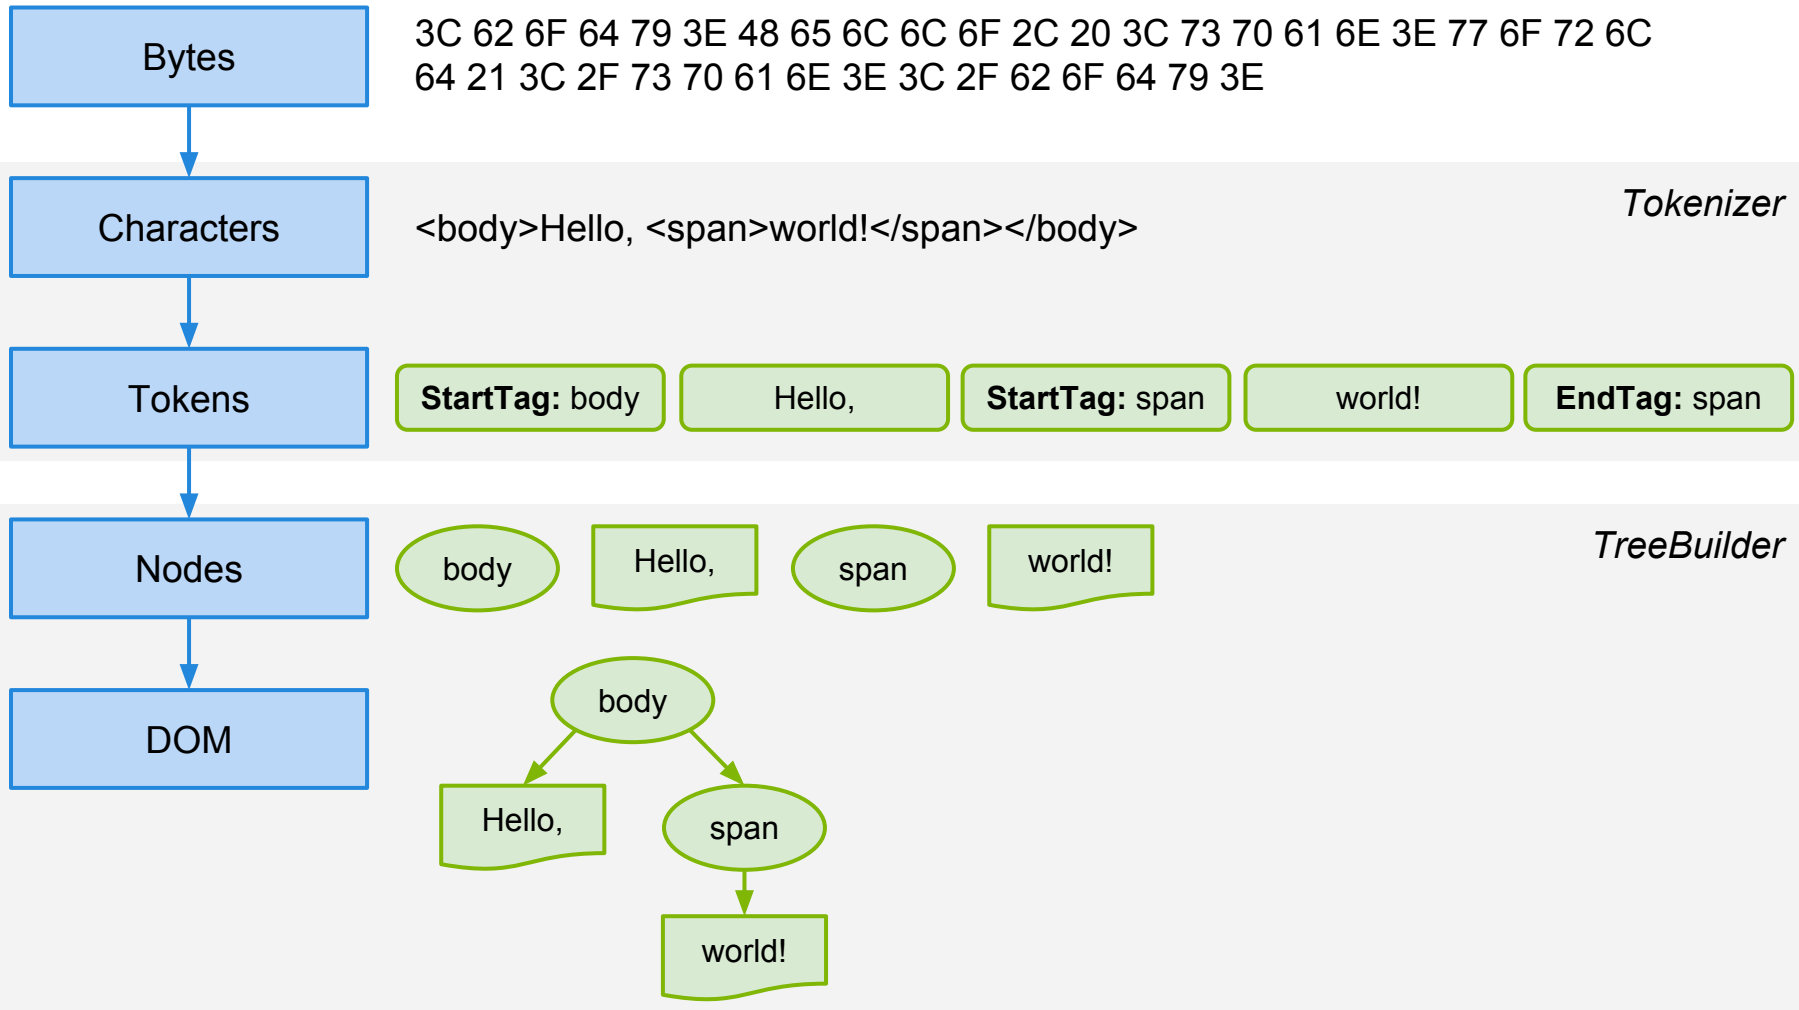 Bytes
3C 62 6F 64 79 3E 48 65 6C 6C 6F 2C 20 3C 73 70 61 6E 3E 77 6F 72 6C
64 21 3C 2F 73 70 61 6E 3E 3C 2F 62 6F 64 79 3E
Tokenizer
Characters
<body>Hello, <span>world!</span></body>
Tokens
StartTag: body
Hello,
StartTag: span
world!
EndTag: span
TreeBuilder
Nodes
body
Hello,
span
world!
DOM
body
Hello,
span
world!